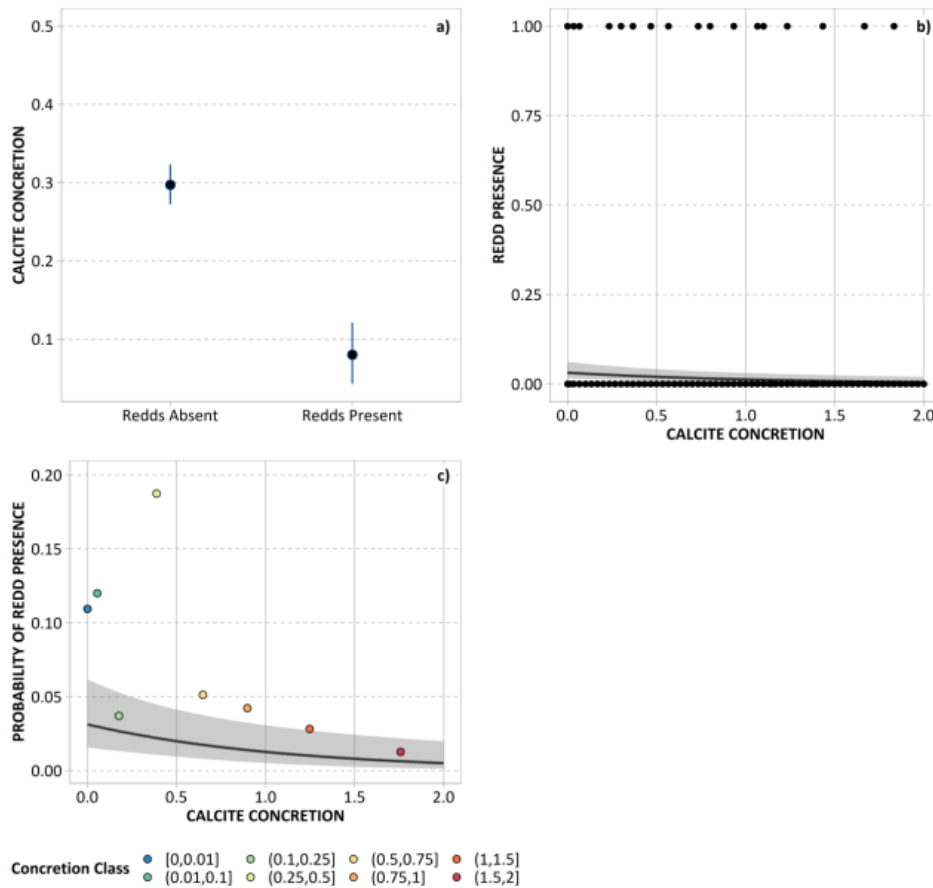 a)
0.5
0.4
0.3
0.2
0.1
CALCITE CONCRETION
Redds Absent Redds Present
b)
1.00
0.75
0.50
0.25
0.00
REDD PRESENCE
0.0 0.5 1.0 1.5 2.0
CALCITE CONCRETION
c)
0.20
0.15
0.10
0.05
0.00
PROBABILITY OF REDD PRESENCE
0.0 0.5 1.0 1.5 2.0
CALCITE CONCRETION
Concretion Class [0,0.01] (0.1,0.25] (0.5,0.75] (1,1.5]
(0.01,0.1] (0.25,0.5] (0.75,1] (1.5,2]